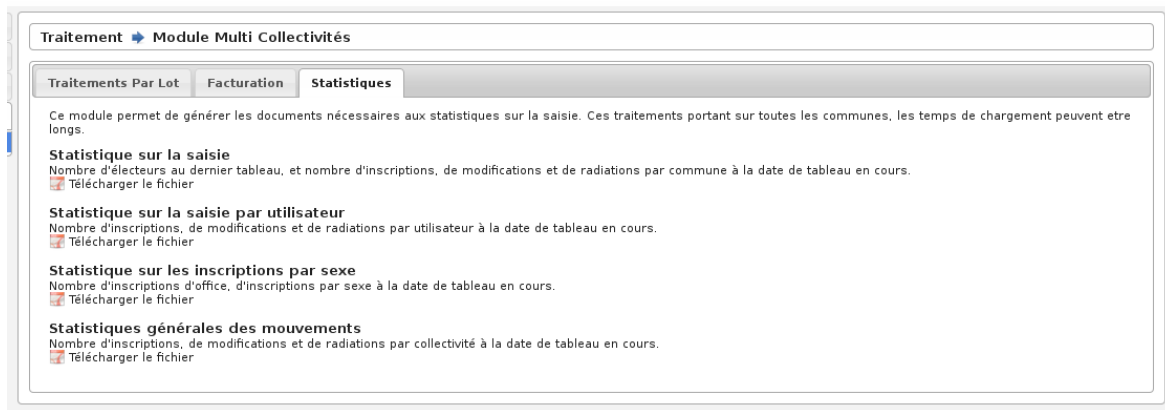 Traitement Module Multi Collectivités
Traitements Par Lot Facturation Statistiques
Ce module permet de générer les documents nécessaires aux statistiques sur la saisie. Ces traitements portant sur toutes les communes, les temps de chargement peuvent etre
longs.
Statistique sur la saisie
Nombre d'électeurs au dernier tableau, et nombre d'inscriptions, de modifications et de radiations par commune à la date de tableau en cours.
Télécharger le fichier
Statistique sur la saisie par utilisateur
Nombre d'inscriptions, de modifications et de radiations par utilisateur à la date de tableau en cours.
Télécharger le fichier
Statistique sur les inscriptions par sexe
Nombre d'inscriptions d'office, d'inscriptions par sexe à la date de tableau en cours.
Télécharger le fichier
Statistiques générales des mouvements
Nombre d'inscriptions, de modifications et de radiations par collectivité à la date de tableau en cours.
Télécharger le fichier